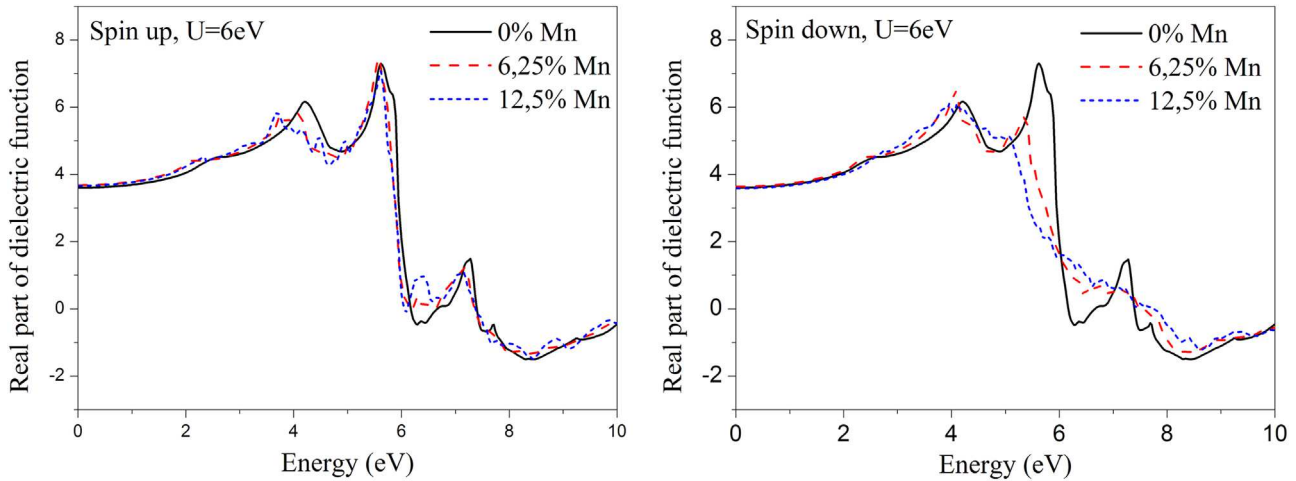 Spin up, U=6eV
0% Mn
6,25% Mn
12,5% Mn
8
6
4
2
0
-2
0 2 4 6 8 10
Energy (eV)
Real part of dielectric function
Spin down, U=6eV
0% Mn
6,25% Mn
12,5% Mn
8
6
4
2
0
-2
0 2 4 6 8 10
Energy (eV)
Real part of dielectric function